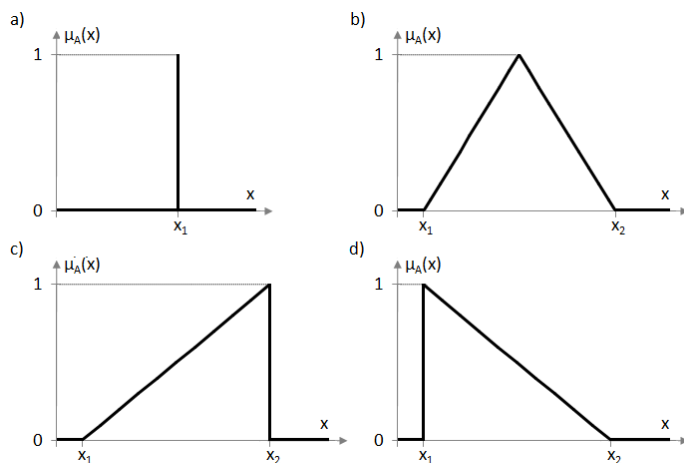 a)
μA(x)
1
0
x
x1
b)
μA(x)
1
0
x
x1
x2
c)
μA(x)
1
0
x
x1
x2
d)
μA(x)
1
0
x
x1
x2